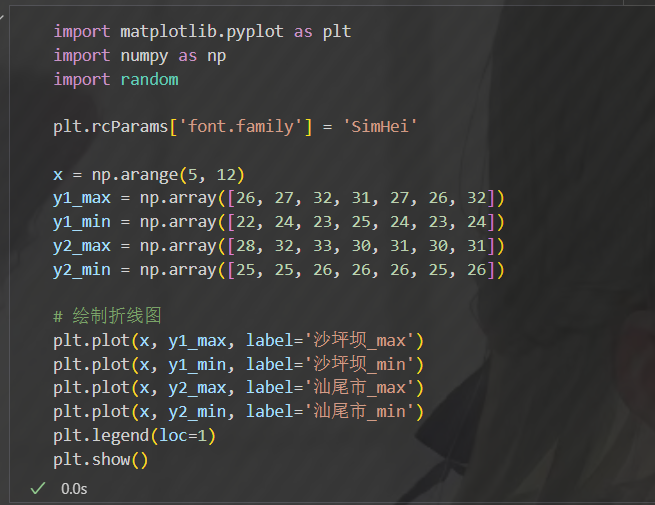 import matplotlib.pyplot as plt
import numpy as np
import random
plt.rcParams['font.family'] = 'SimHei'
x = np.arange(5, 12)
y1_max = np.array([26, 27, 32, 31, 27, 26, 32])
y1_min = np.array([22, 24, 23, 25, 24, 23, 24])
y2_max = np.array([28, 32, 33, 30, 31, 30, 31])
y2_min = np.array([25, 25, 26, 26, 26, 25, 26])
# 绘制折线图
plt.plot(x, y1_max, label='沙坪坝_max')
plt.plot(x, y1_min, label='沙坪坝_min')
plt.plot(x, y2_max, label='汕尾市_max')
plt.plot(x, y2_min, label='汕尾市_min')
plt.legend(loc=1)
plt.show()
0.0s